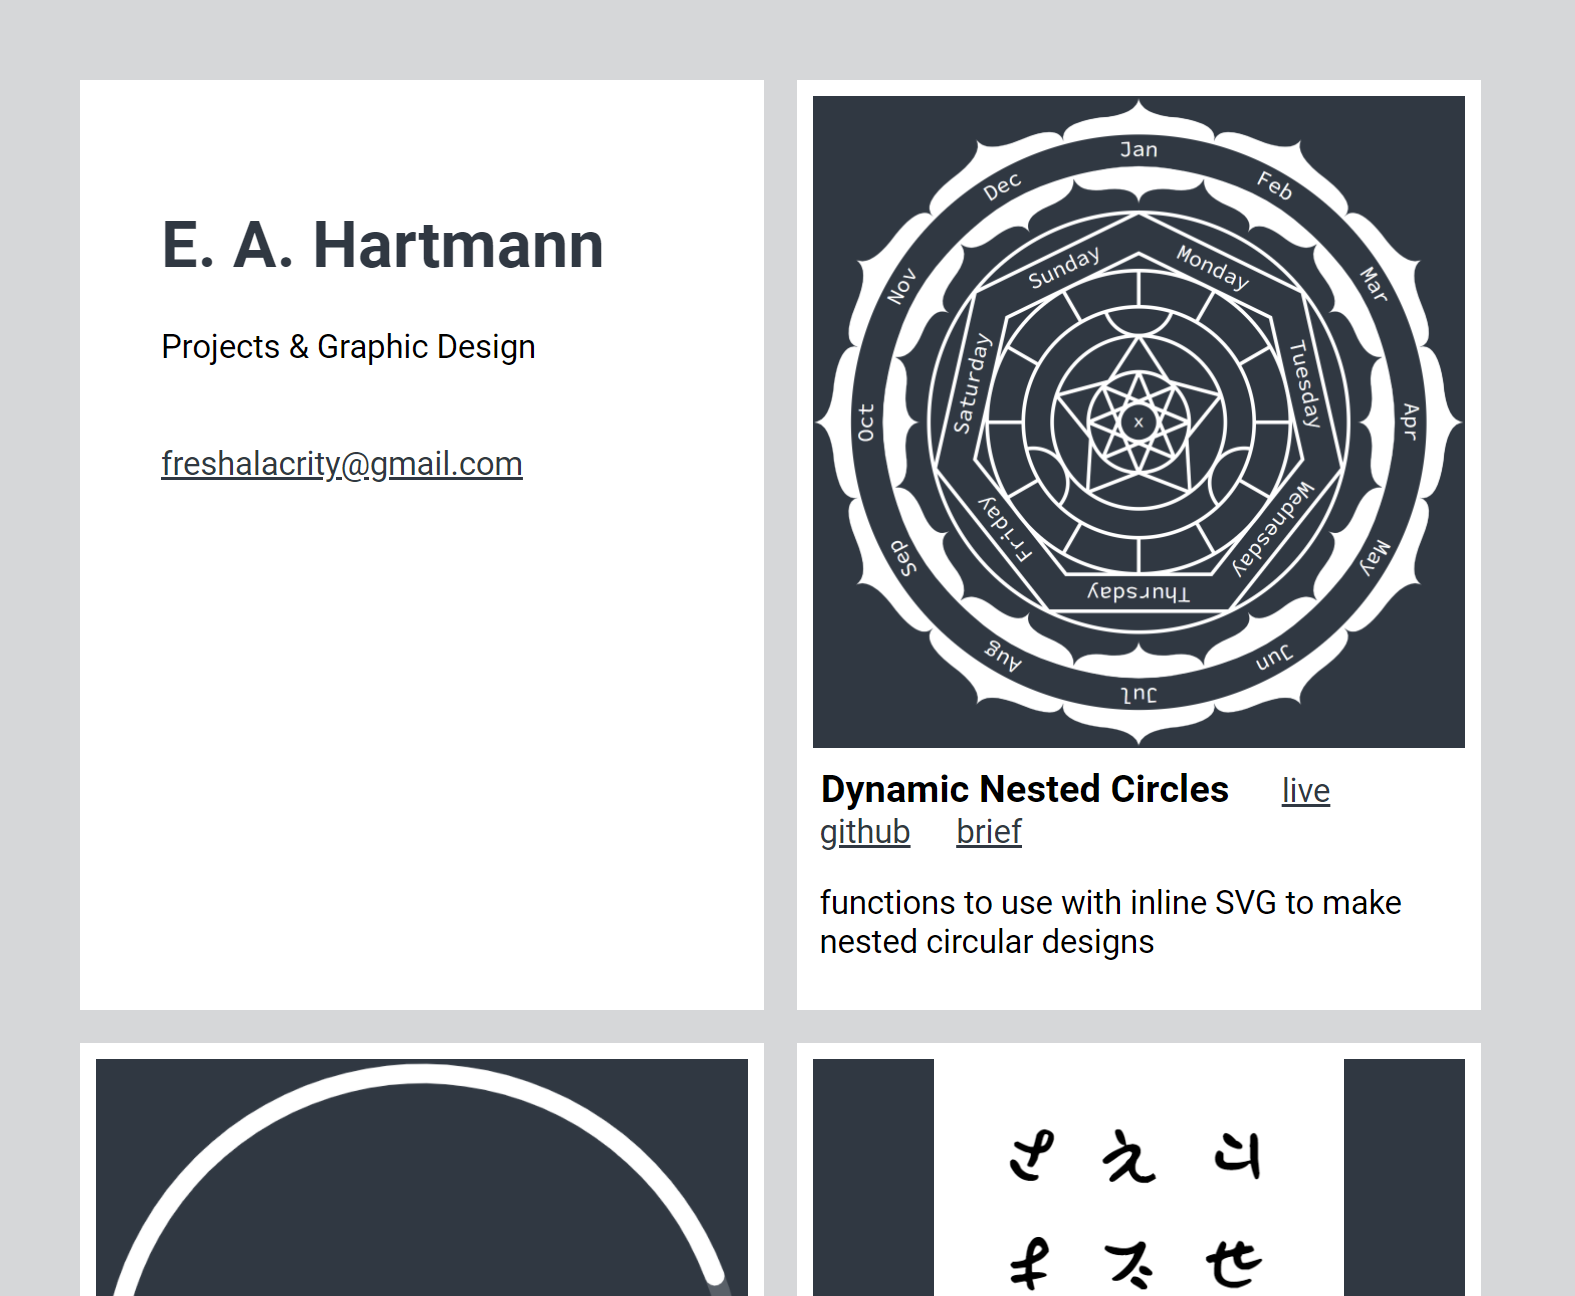 E. A. Hartmann
Projects & Graphic Design
freshalacrity@gmail.com
Jan
Feb
Mar
Apr
May
Jun
Jul
Aug
Sep
Oct
Nov
Dec
Sunday
Monday
Tuesday
Wednesday
Thursday
Friday
Saturday
x
Dynamic Nested Circles live
github brief
functions to use with inline SVG to make
nested circular designs